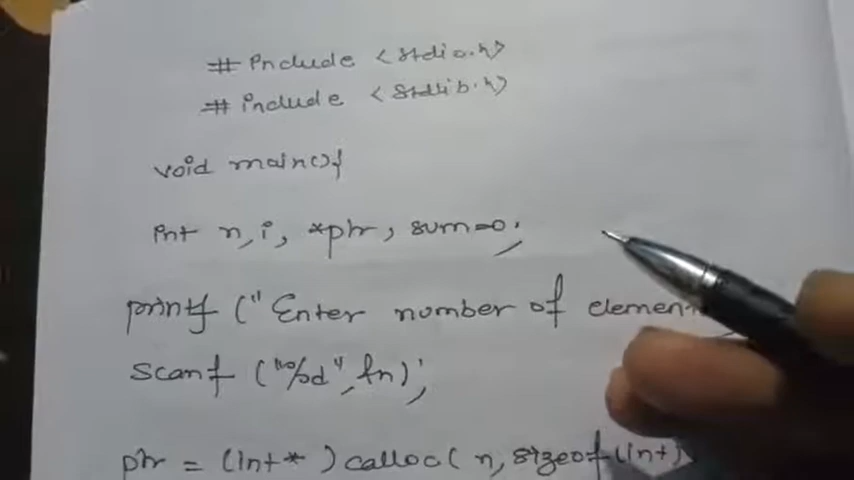 # include <stdio.h>
# include <stdlib.h>
void main(){
int n,i, *ptr, sum=0;
printf ("Enter number of element
scanf ("%d", &n);
ptr = (int* ) calloc( n, sizeof(int)